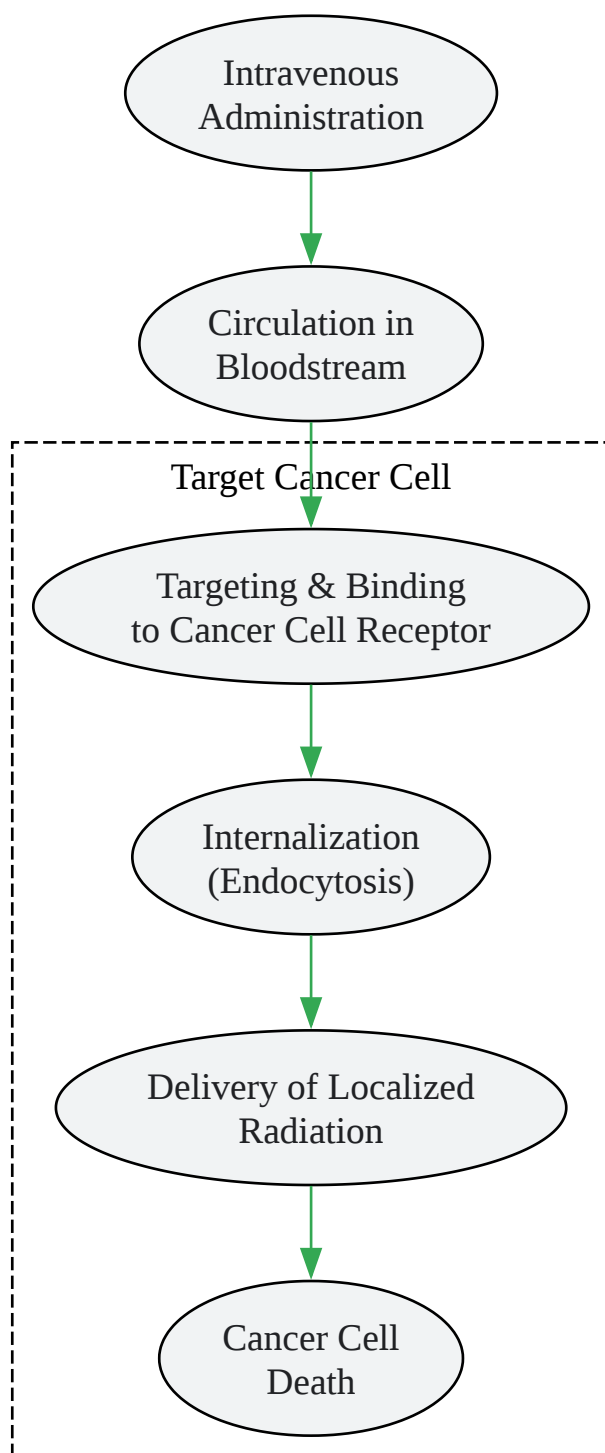 Intravenous
Administration
Circulation in
Bloodstream
Target Cancer Cell
Targeting & Binding
to Cancer Cell Receptor
Internalization
(Endocytosis)
Delivery of Localized
Radiation
Cancer Cell
Death